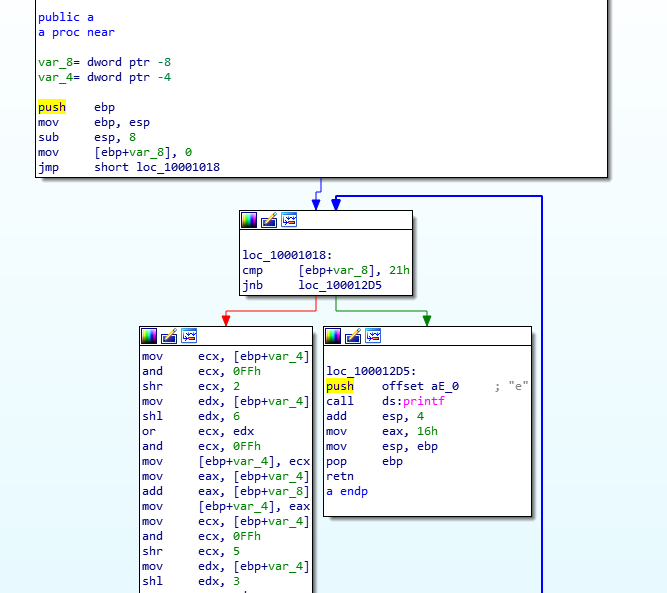 public a
a proc near
var_8= dword ptr -8
var_4= dword ptr -4
push ebp
mov ebp, esp
sub esp, 8
mov [ebp+var_8], 0
jmp short loc_10001018
loc_10001018:
cmp [ebp+var_8], 21h
jnb loc_100012D5
mov ecx, [ebp+var_4]
and ecx, 0FFh
shr ecx, 2
mov edx, [ebp+var_4]
shl edx, 6
or ecx, edx
and ecx, 0FFh
mov [ebp+var_4], ecx
mov eax, [ebp+var_4]
add eax, [ebp+var_8]
mov [ebp+var_4], eax
mov ecx, [ebp+var_4]
and ecx, 0FFh
shr ecx, 5
mov edx, [ebp+var_4]
shl edx, 3
loc_100012D5:
push offset aE_0 ; "e"
call ds:printf
add esp, 4
mov eax, 16h
mov esp, ebp
pop ebp
retn
a endp